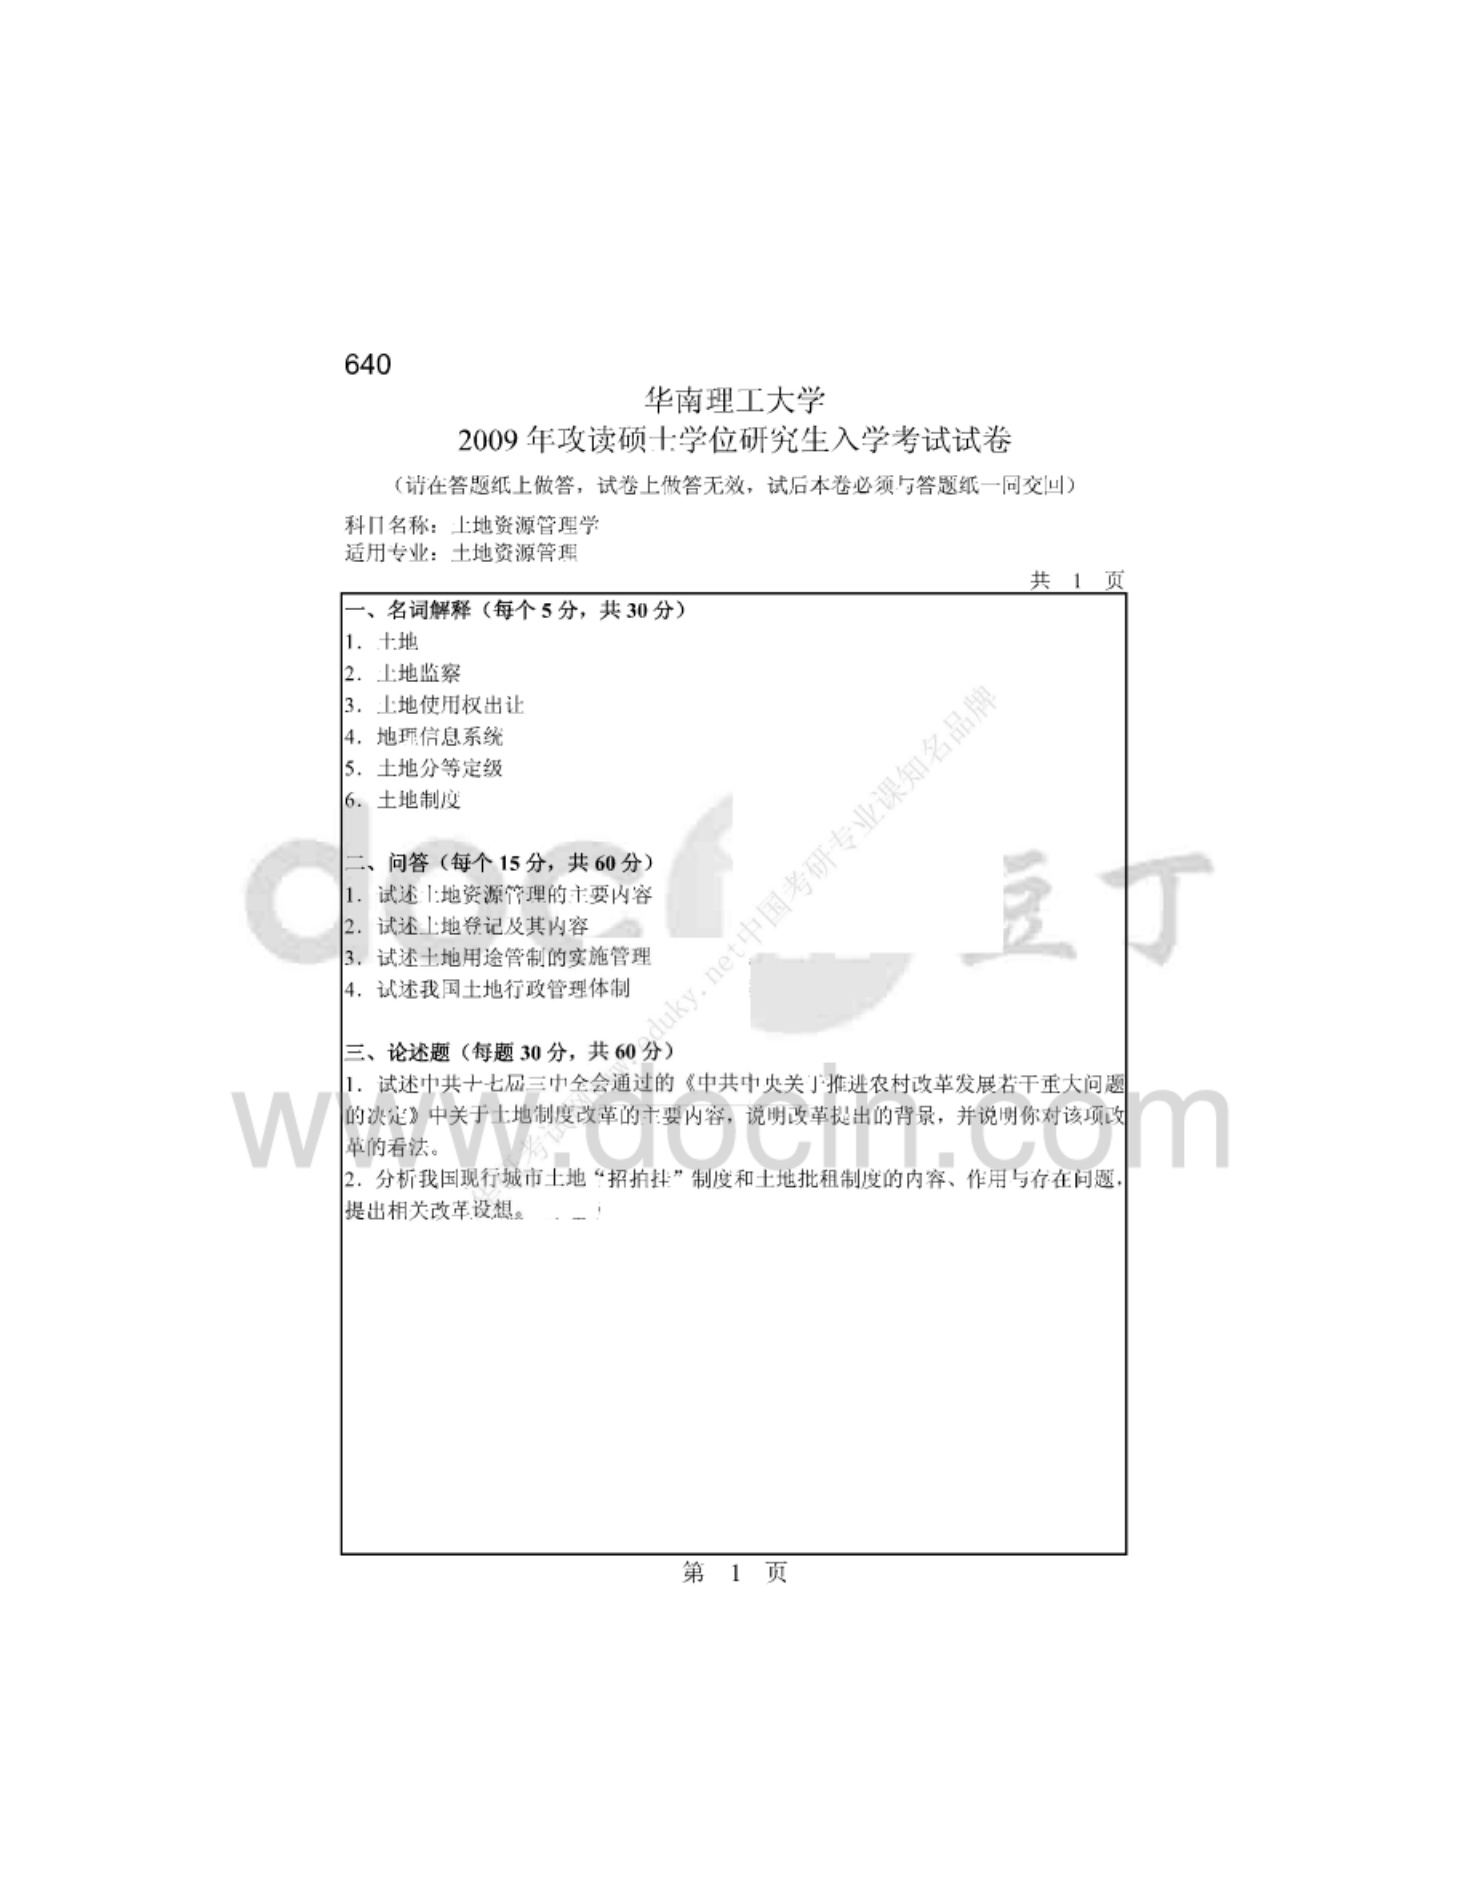 640
华南理工大学
2009 年攻读硕士学位研究生入学考试试卷
（请在答题纸上做答，试卷上做答无效，试后本卷必须与答题纸一同交回）
科目名称：土地资源管理学
适用专业：土地资源管理
共 1 页
一、名词解释（每个 5 分，共 30 分）
1．土地
2．土地监察
3．土地使用权出让
4．地理信息系统
5．土地分等定级
6．土地制度
二、问答（每个 15 分，共 60 分）
1．试述土地资源管理的主要内容
2．试述土地登记及其内容
3．试述土地用途管制的实施管理
4．试述我国土地行政管理体制
三、论述题（每题 30 分，共 60 分）
1．试述中共十七届三中全会通过的《中共中央关于推进农村改革发展若干重大问题
的决定》中关于土地制度改革的主要内容，说明改革提出的背景，并说明你对该项改
革的看法。
2．分析我国现行城市土地“招拍挂”制度和土地批租制度的内容、作用与存在问题，
提出相关改革设想。
第 1 页
豆丁
www.docin.com